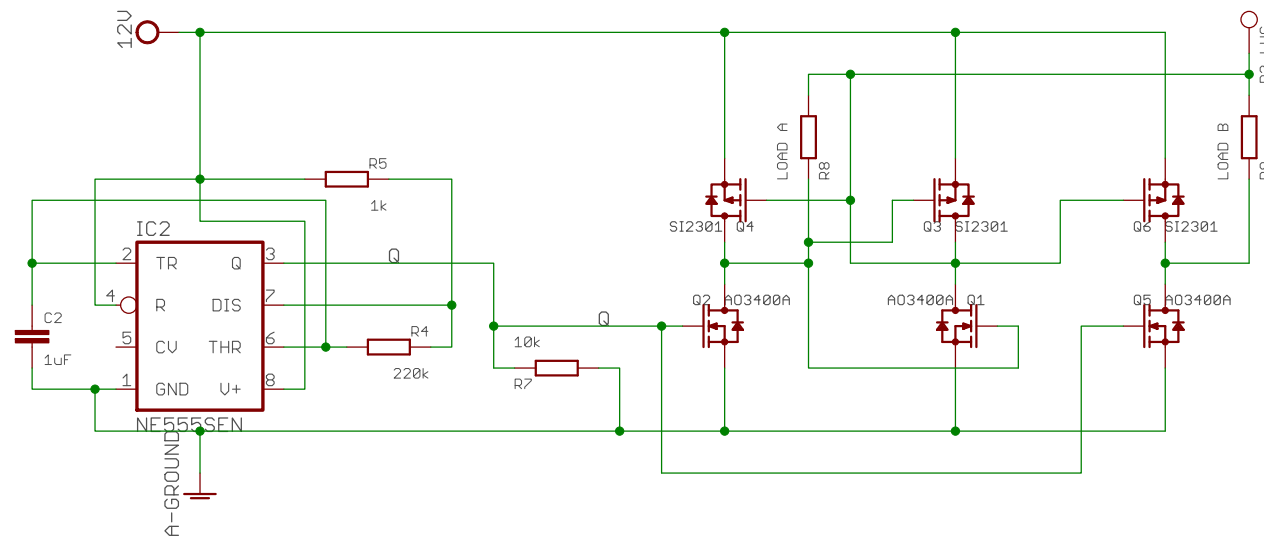 12V
LOAD A
R8
LOAD B
R5
1k
IC2
2
TR
Q
3
4
R
DIS
7
5
CV
THR
6
1
GND
V+
8
NE555SEN
C2
1uF
R4
220k
A-GROUND
Q
Q
10k
R7
SI2301
Q4
Q3
SI2301
Q6
SI2301
Q2
AO3400A
AO3400A
Q1
Q5
AO3400A